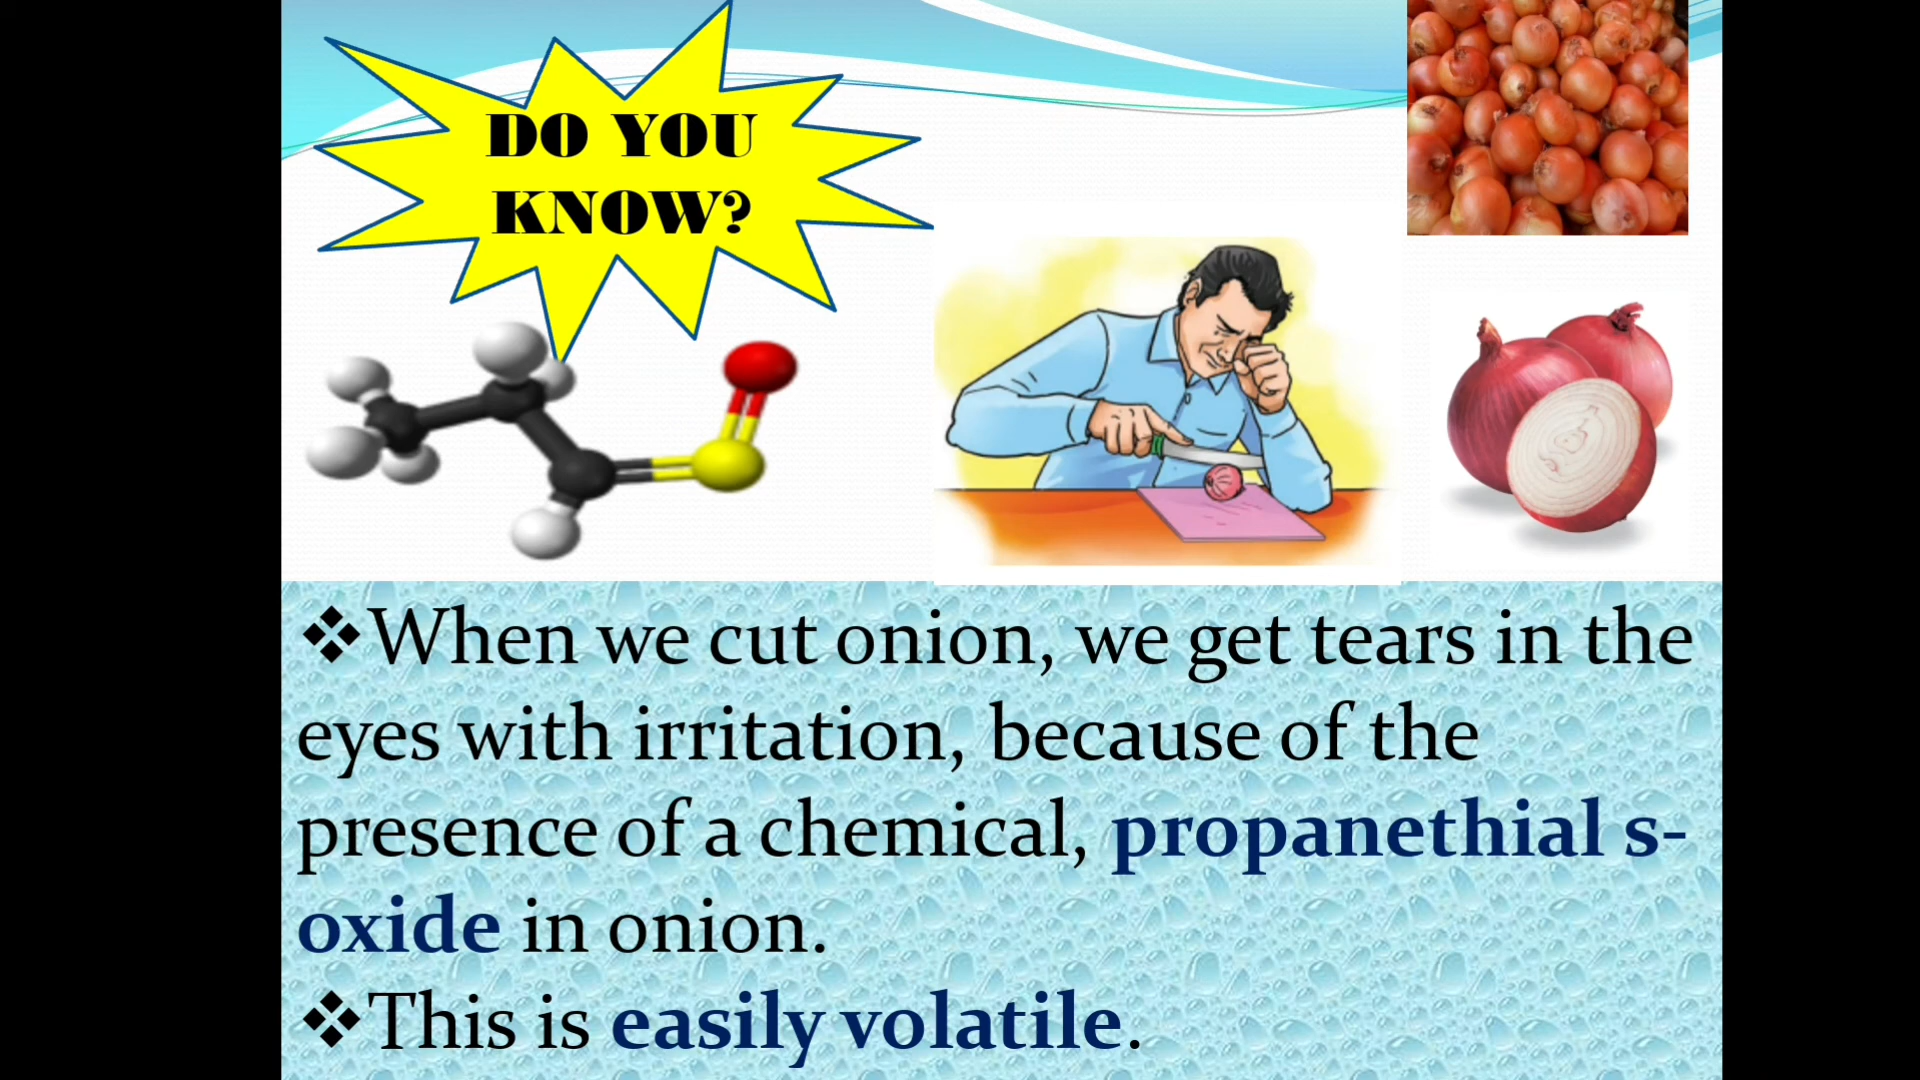 DO YOU
KNOW?
❖When we cut onion, we get tears in the
eyes with irritation, because of the
presence of a chemical, propanethial s-
oxide in onion.
❖This is easily volatile.